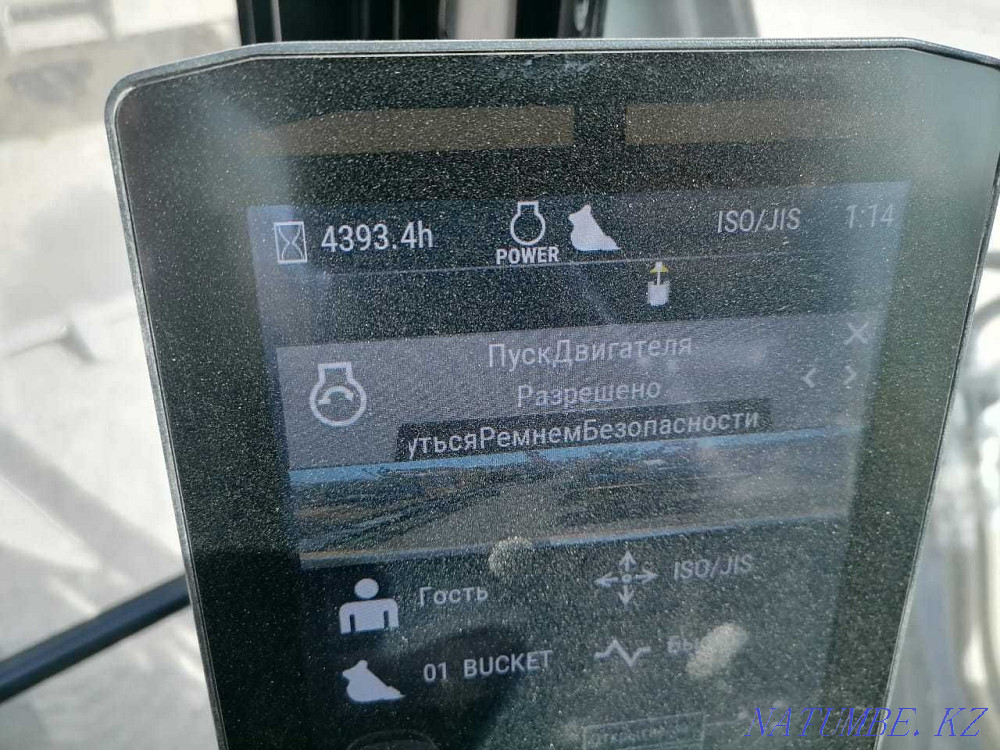 4393.4h
POWER
ISO/JIS
1:14
ПускДвигателя
Разрешено
утьсяРемнемБезопасности
Гость
ISO/JIS
01 BUCKET
NATUMBE.KZ